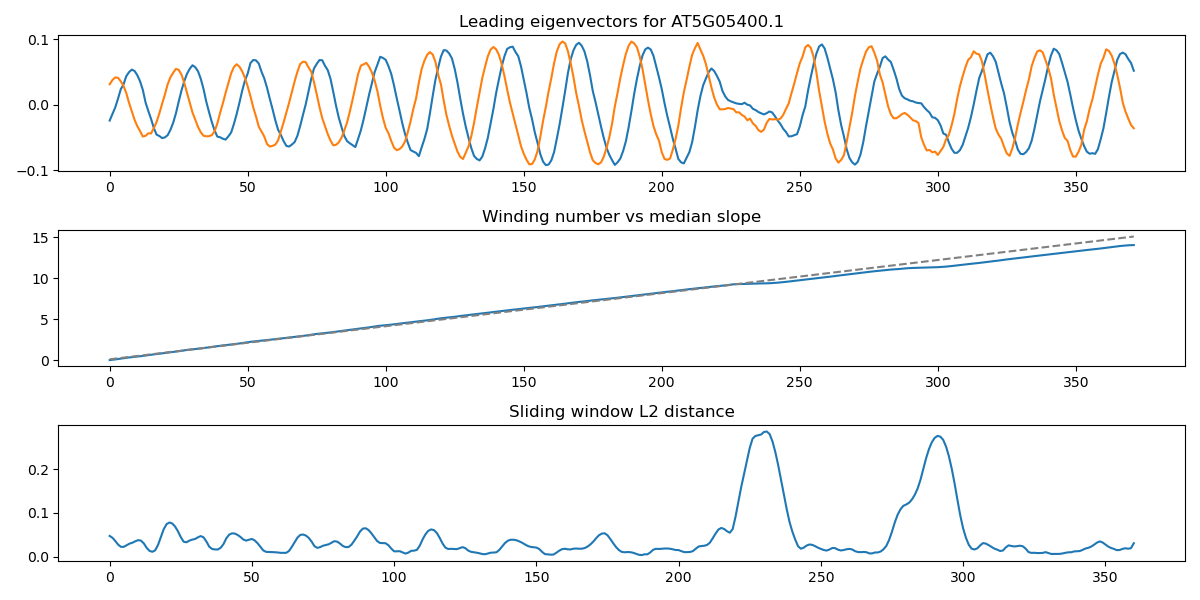 Leading eigenvectors for AT5G05400.1
0.1
0.0
−0.1
0 50 100 150 200 250 300 350
Winding number vs median slope
15
10
5
0
0 50 100 150 200 250 300 350
Sliding window L2 distance
0.2
0.1
0.0
0 50 100 150 200 250 300 350